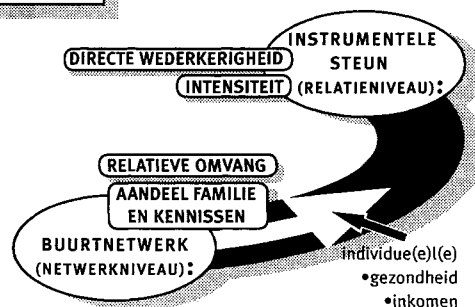 INSTRUMENTELE
STEUN
(RELATIENIVEAU):
DIRECTE WEDERKERIGHEID
INTENSITEIT
RELATIEVE OMVANG
AANDEEL FAMILIE
EN KENNISSEN
BUURTNETWERK
(NETWERKNIVEAU):
individue(e)l(e)
•gezondheid
•inkomen